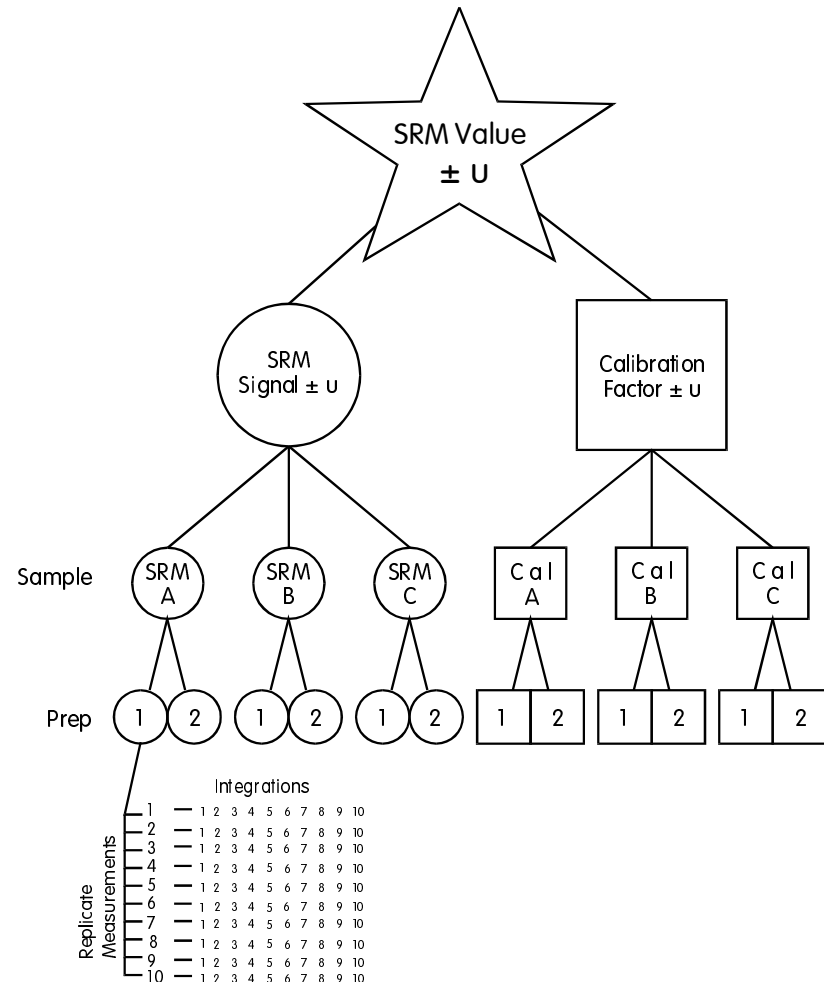 SRM Value
± U
SRM
Signal ± u
Calibration
Factor ± u
Sample
SRM
A
SRM
B
SRM
C
Cal
A
Cal
B
Cal
C
Prep
1 2 1 2 1 2 1 2 1 2 1 2
Integrations
Replicate
Measurements
1 1 2 3 4 5 6 7 8 9 10
2 1 2 3 4 5 6 7 8 9 10
3 1 2 3 4 5 6 7 8 9 10
4 1 2 3 4 5 6 7 8 9 10
5 1 2 3 4 5 6 7 8 9 10
6 1 2 3 4 5 6 7 8 9 10
7 1 2 3 4 5 6 7 8 9 10
8 1 2 3 4 5 6 7 8 9 10
9 1 2 3 4 5 6 7 8 9 10
10 1 2 3 4 5 6 7 8 9 10